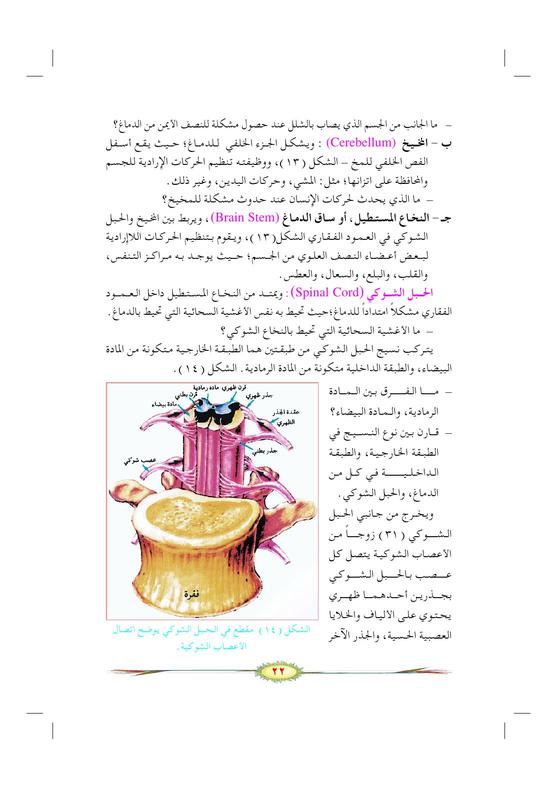 – ما الجانب من الجسم الذي يصاب بالشلل عند حصول مشكلة للنصف الأيمن من الدماغ؟
ب – المخيخ (Cerebellum) : ويشكل الجزء الخلفي للدماغ؛ حيث يقع أسفل
الفص الخلفي للمخ – الشكل (١٣)، ووظيفته تنظيم الحركات الإرادية للجسم
والمحافظة على اتزانها؛ مثل: المشي، وحركات اليدين، وغير ذلك.
– ما الذي يحدث لحركات الإنسان عند حدوث مشكلة للمخيخ؟
جـ – النخاع المستطيل، أو ساق الدماغ (Brain Stem)، ويربط بين المخيخ والحبل
الشوكي في العمود الفقاري الشكل(١٣)، ويقوم بتنظيم الحركات اللاإرادية
لبعض أعضاء النصف العلوي من الجسم؛ حيث يوجد به مراكز التنفس،
والقلب، والبلع، والسعال، والعطس.
الحبل الشوكي (Spinal Cord) : ويمتد من النخاع المستطيل داخل العمود
الفقاري مشكلاً امتداداً للدماغ؛حيث تحيط به نفس الأغشية السحائية التي تحيط بالدماغ.
– ما الأغشية السحائية التي تحيط بالنخاع الشوكي؟
يتركب نسيج الحبل الشوكي من طبقتين هما الطبقة الخارجية متكونة من المادة
البيضاء، والطبقة الداخلية متكونة من المادة الرمادية. الشكل (١٤).
– ما الفرق بين المادة
الرمادية، والمادة البيضاء؟
– قارن بين نوع النسيج في
الطبقة الخارجية، والطبقة
الداخلية في كل من
الدماغ، والحبل الشوكي.
ويخرج من جانبي الحبل
الشوكي (٣١) زوجاً من
الأعصاب الشوكية يتصل كل
عصب بالحبل الشوكي
بجذرين أحدهما ظهري
يحتوي على الألياف والخلايا
العصبية الحسية، والجذر الآخر
قرن ظهري
مادة رمادية
قرن بطني
مادة بيضاء
جذر ظهري
عقدة الجذر
الظهري
جذر بطني
عصب شوكي
فقرة
الشكل (١٤) مقطع في الحبل الشوكي يوضح اتصال
الأعصاب الشوكية.
٢٢